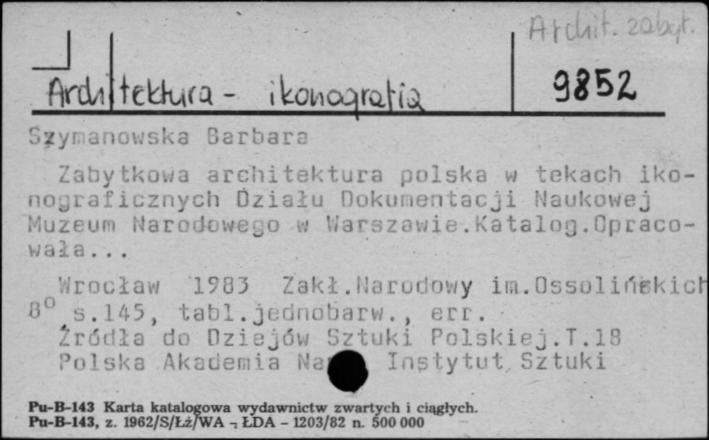 Archit. zabyt.
Architektura - ikonografia 9852
Szymanowska Barbara
Zabytkowa architektura polska w tekach iko-
nograficznych Działu Dokumentacji Naukowej
Muzeum Narodowego w Warszawie.Katalog.Opraco-
wała...
Wrocław 1983 Zakł.Narodowy im.Ossolińskich
8° s.145, tabl.jednobarw., err.
Źródła do Dziejów Sztuki Polskiej.T.18
Polska Akademia Instytut Sztuki
Pu-B-143 Karta katalogowa wydawnictw zwartych i ciągłych.
Pu-B-143, z. 1962/S/Łź/WA ¬ ŁDA - 1203/82 n. 500 000